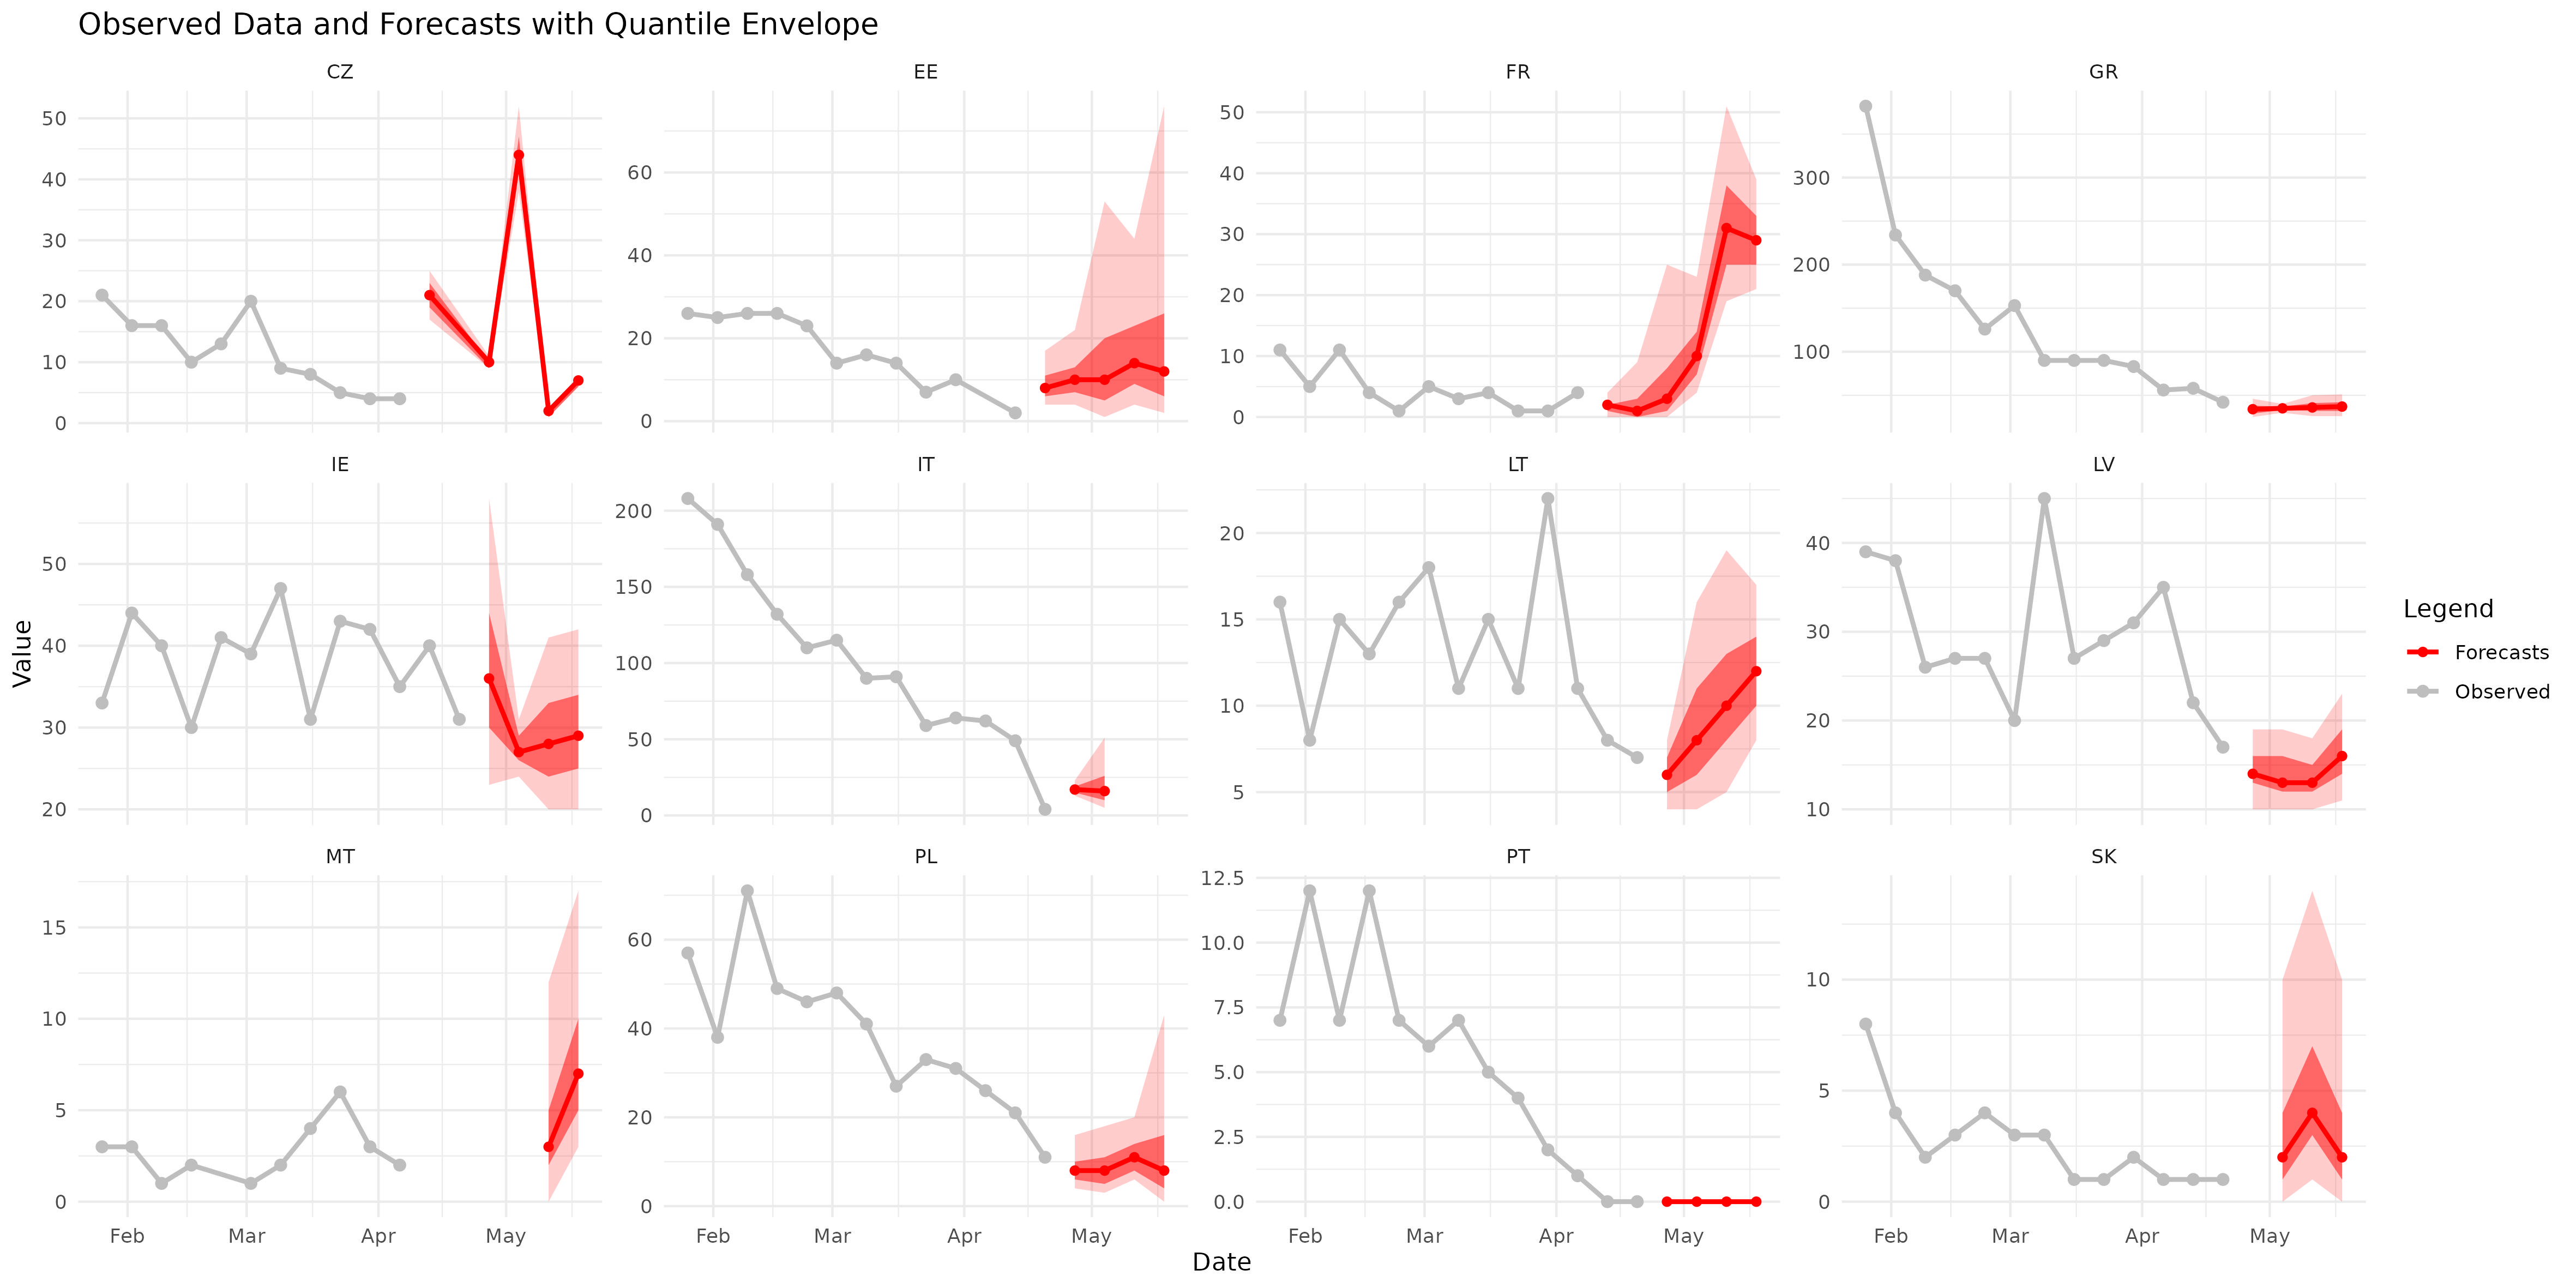 Observed Data and Forecasts with Quantile Envelope
CZ
EE
FR
GR
50
40
30
20
10
0
60
40
20
0
50
40
30
20
10
0
300
200
100
IE
IT
LT
LV
50
40
30
20
200
150
100
50
0
20
15
10
5
40
30
20
10
MT
PL
PT
SK
15
10
5
0
60
40
20
0
12.5
10.0
7.5
5.0
2.5
0.0
10
5
0
Feb Mar Apr May
Feb Mar Apr May
Feb Mar Apr May
Feb Mar Apr May
Value
Date
Legend
Forecasts
Observed